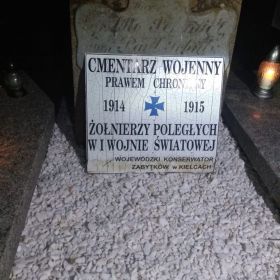 CMENTARZ WOJENNY
PRAWEM CHRONIONY
1914 1915
ŻOŁNIERZY POLEGŁYCH
W I WOJNIE ŚWIATOWEJ
WOJEWÓDZKI KONSERWATOR
ZABYTKÓW w KIELCACH